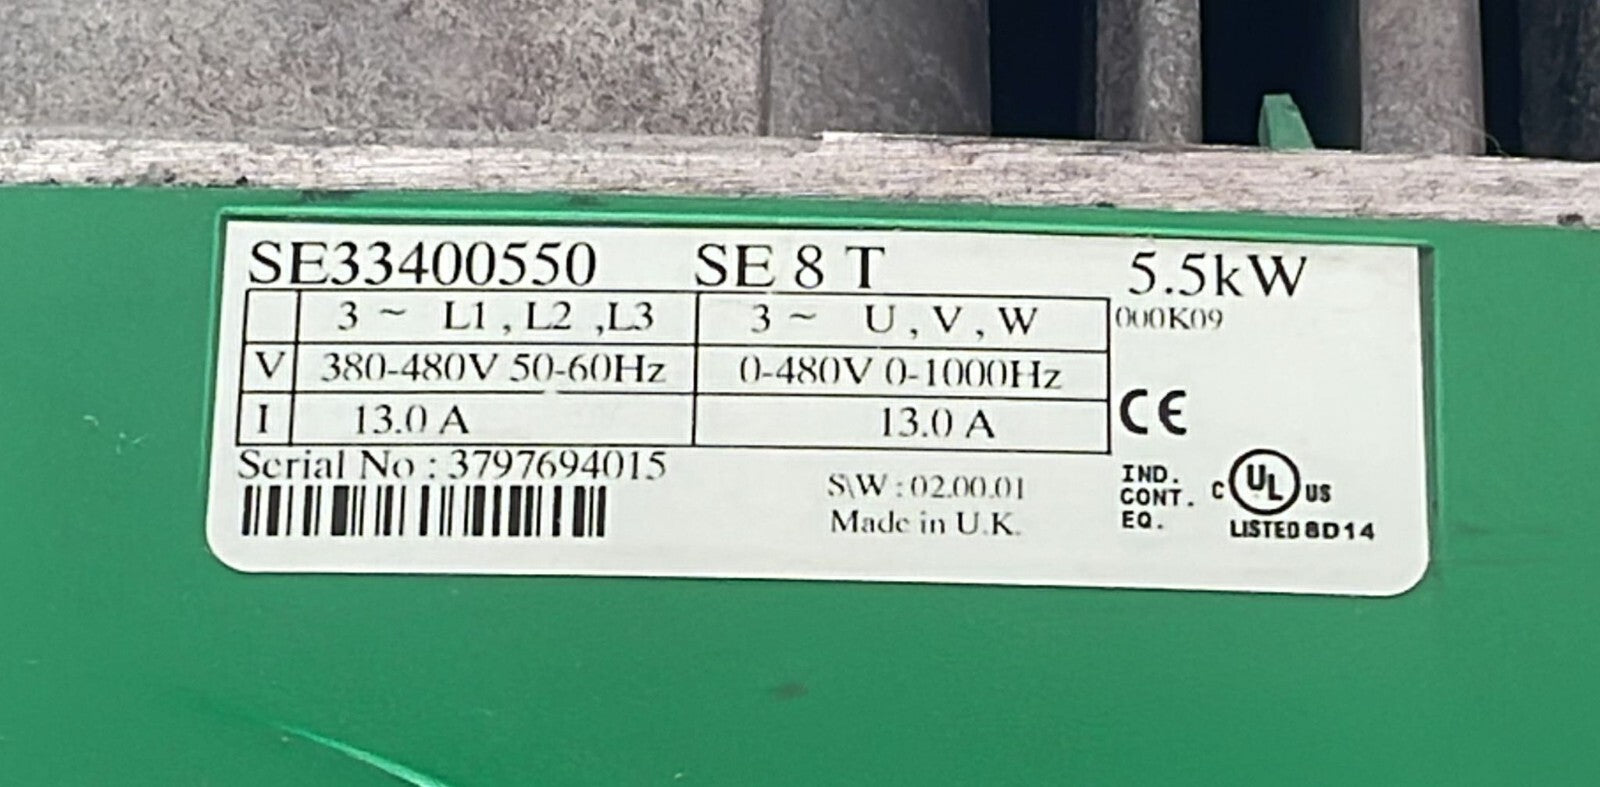 SE33400550 SE 8 T 5.5kW
3 ~ L1 , L2 ,L3 3 ~ U , V , W 000K09
V 380-480V 50-60Hz 0-480V 0-1000Hz
I 13.0 A 13.0 A
CE
Serial No : 3797694015
S\W : 02.00.01
Made in U.K.
IND.
CONT.
EQ.
C UL US
LISTED 8D14